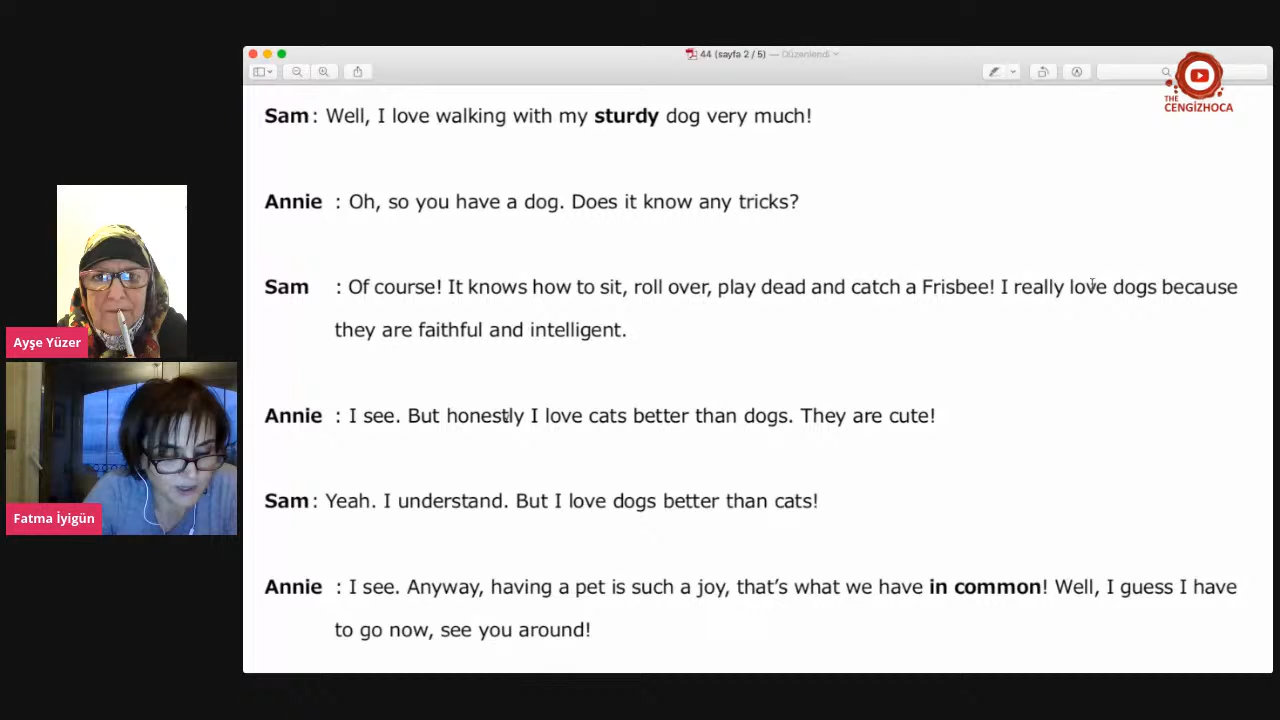 44 (sayfa 2 / 5) — Düzenlendi
THE
CENGİZHOCA
Sam: Well, I love walking with my sturdy dog very much!
Annie : Oh, so you have a dog. Does it know any tricks?
Sam : Of course! It knows how to sit, roll over, play dead and catch a Frisbee! I really love dogs because
they are faithful and intelligent.
Annie : I see. But honestly I love cats better than dogs. They are cute!
Sam: Yeah. I understand. But I love dogs better than cats!
Annie : I see. Anyway, having a pet is such a joy, that's what we have in common! Well, I guess I have
to go now, see you around!
Ayşe Yüzer
Fatma İyigün